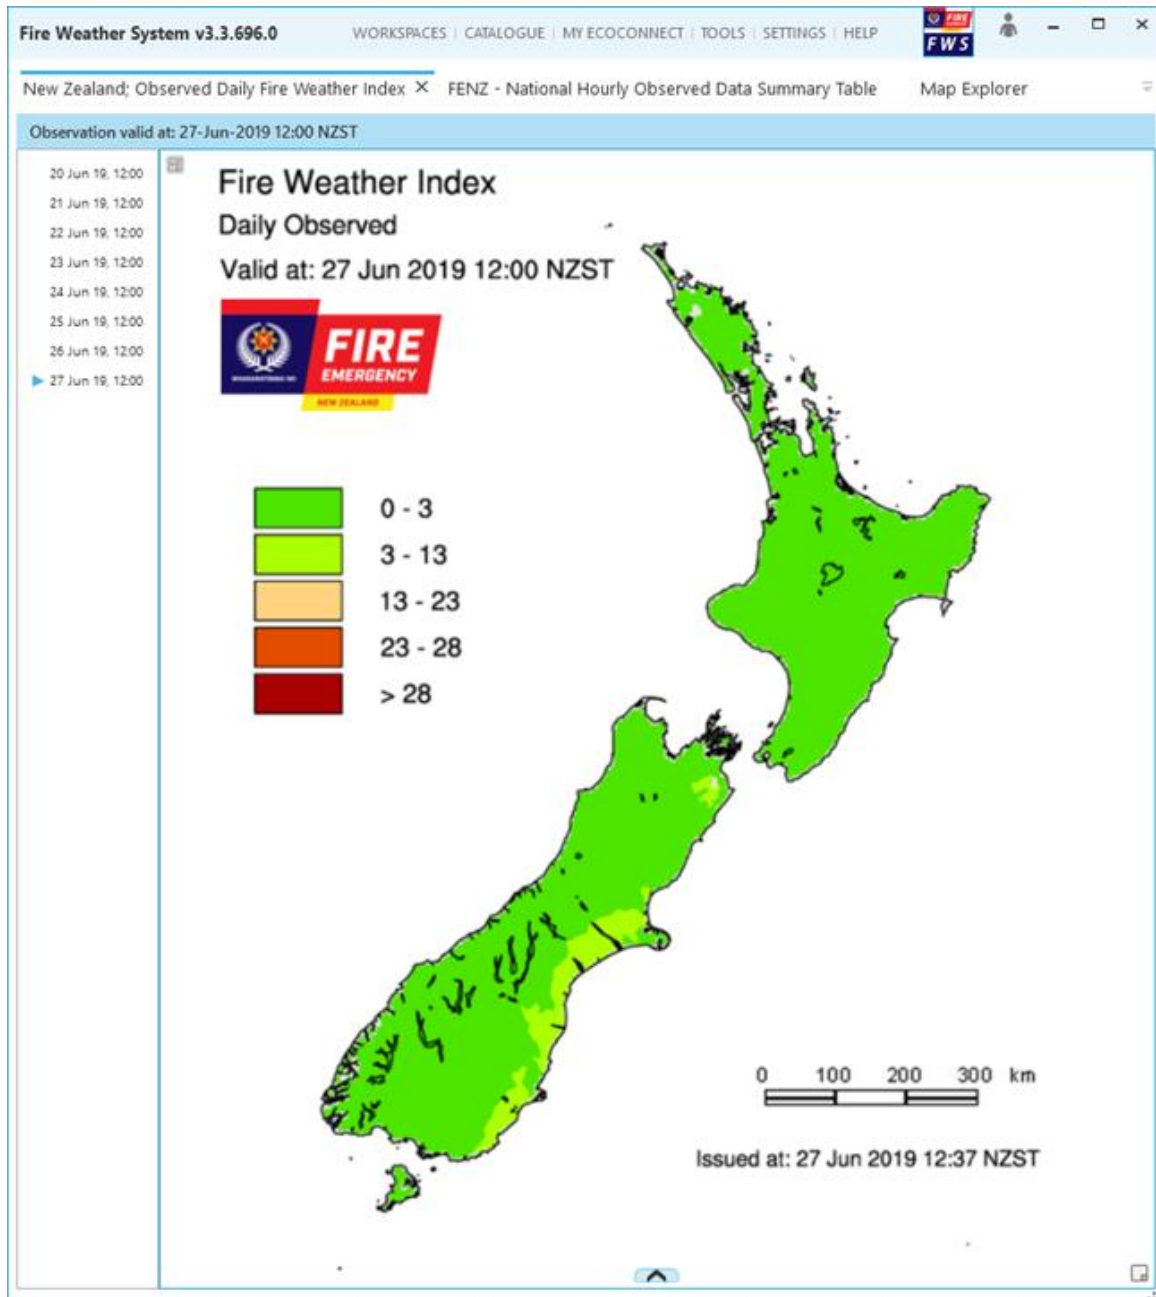 Fire Weather System v3.3.696.0
WORKSPACES | CATALOGUE | MY ECOCONNECT | TOOLS | SETTINGS | HELP
FIRE
FWS
New Zealand; Observed Daily Fire Weather Index
FENZ - National Hourly Observed Data Summary Table
Map Explorer
Observation valid at: 27-Jun-2019 12:00 NZST
20 Jun 19, 12:00
21 Jun 19, 12:00
22 Jun 19, 12:00
23 Jun 19, 12:00
24 Jun 19, 12:00
25 Jun 19, 12:00
26 Jun 19, 12:00
27 Jun 19, 12:00
Fire Weather Index
Daily Observed
Valid at: 27 Jun 2019 12:00 NZST
FIRE
EMERGENCY
NEW ZEALAND
0 - 3
3 - 13
13 - 23
23 - 28
> 28
0 100 200 300 km
Issued at: 27 Jun 2019 12:37 NZST